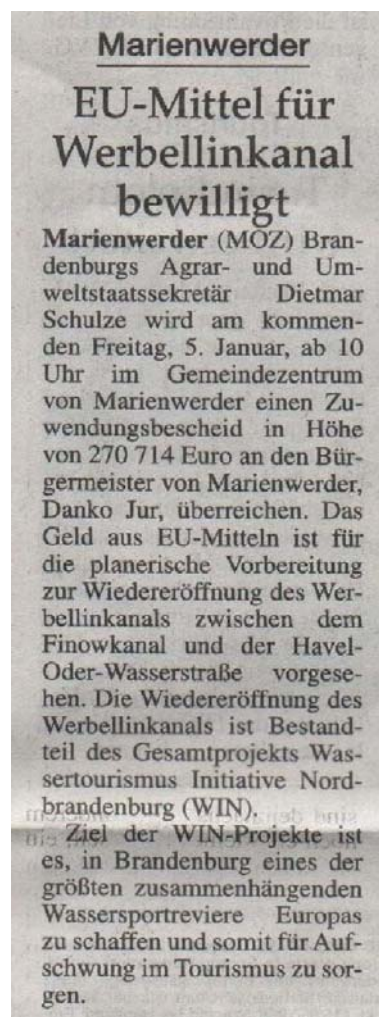 Marienwerder
EU-Mittel für
Werbellinkanal
bewilligt
Marienwerder (MOZ) Bran-
denburgs Agrar- und Um-
weltstaatssekretär Dietmar
Schulze wird am kommen-
den Freitag, 5. Januar, ab 10
Uhr im Gemeindezentrum
von Marienwerder einen Zu-
wendungsbescheid in Höhe
von 270 714 Euro an den Bür-
germeister von Marienwerder,
Danko Jur, überreichen. Das
Geld aus EU-Mitteln ist für
die planerische Vorbereitung
zur Wiedereröffnung des Wer-
bellinkanals zwischen dem
Finowkanal und der Havel-
Oder-Wasserstraße vorgese-
hen. Die Wiedereröffnung des
Werbellinkanals ist Bestand-
teil des Gesamtprojekts Was-
sertourismus Initiative Nord-
brandenburg (WIN).
Ziel der WIN-Projekte ist
es, in Brandenburg eines der
größten zusammenhängenden
Wassersportreviere Europas
zu schaffen und somit für Auf-
schwung im Tourismus zu sor-
gen.